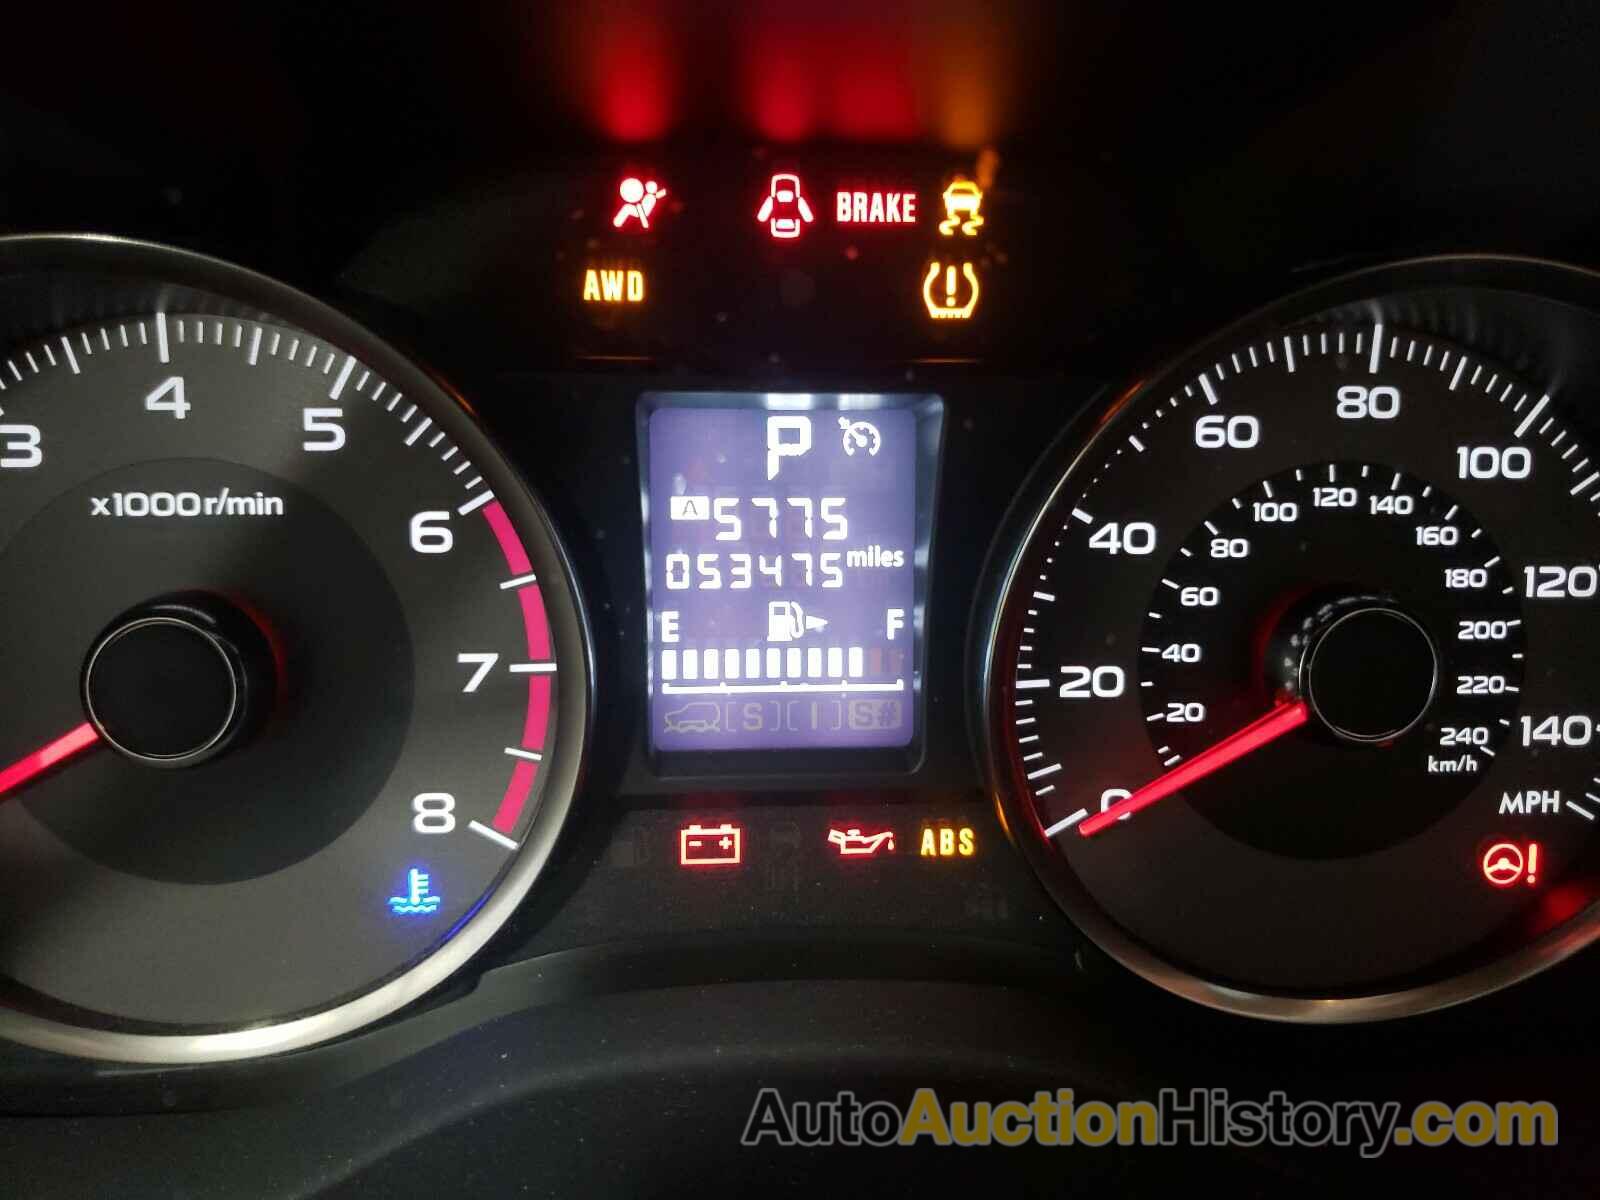 BRAKE
AWD
3
4
5
6
7
8
x1000r/min
P
A 5775
053475 miles
E F
[S] [I] S#
ABS
0
20
40
60
80
100
120
140
MPH
20
40
60
80
100
120
140
160
180
200
220
240
km/h
AutoAuctionHistory.com